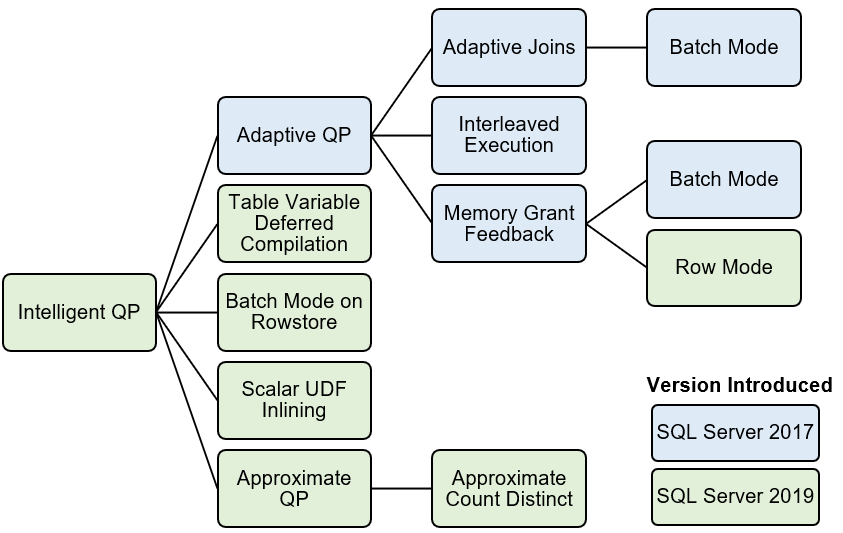 Adaptive Joins
Batch Mode
Adaptive QP
Interleaved
Execution
Table Variable
Deferred
Compilation
Memory Grant
Feedback
Batch Mode
Row Mode
Intelligent QP
Batch Mode on
Rowstore
Scalar UDF
Inlining
Approximate
QP
Approximate
Count Distinct
Version Introduced
SQL Server 2017
SQL Server 2019